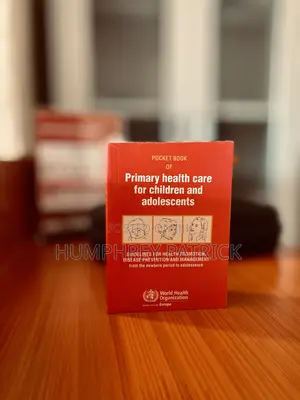 POCKET BOOK
OF
Primary health care
for children and
adolescents
HUMPHREY PATRICK
GUIDELINES FOR HEALTH PROMOTION,
DISEASE PREVENTION AND MANAGEMENT
from the newborn period to adolescence
World Health
Organization
Europe